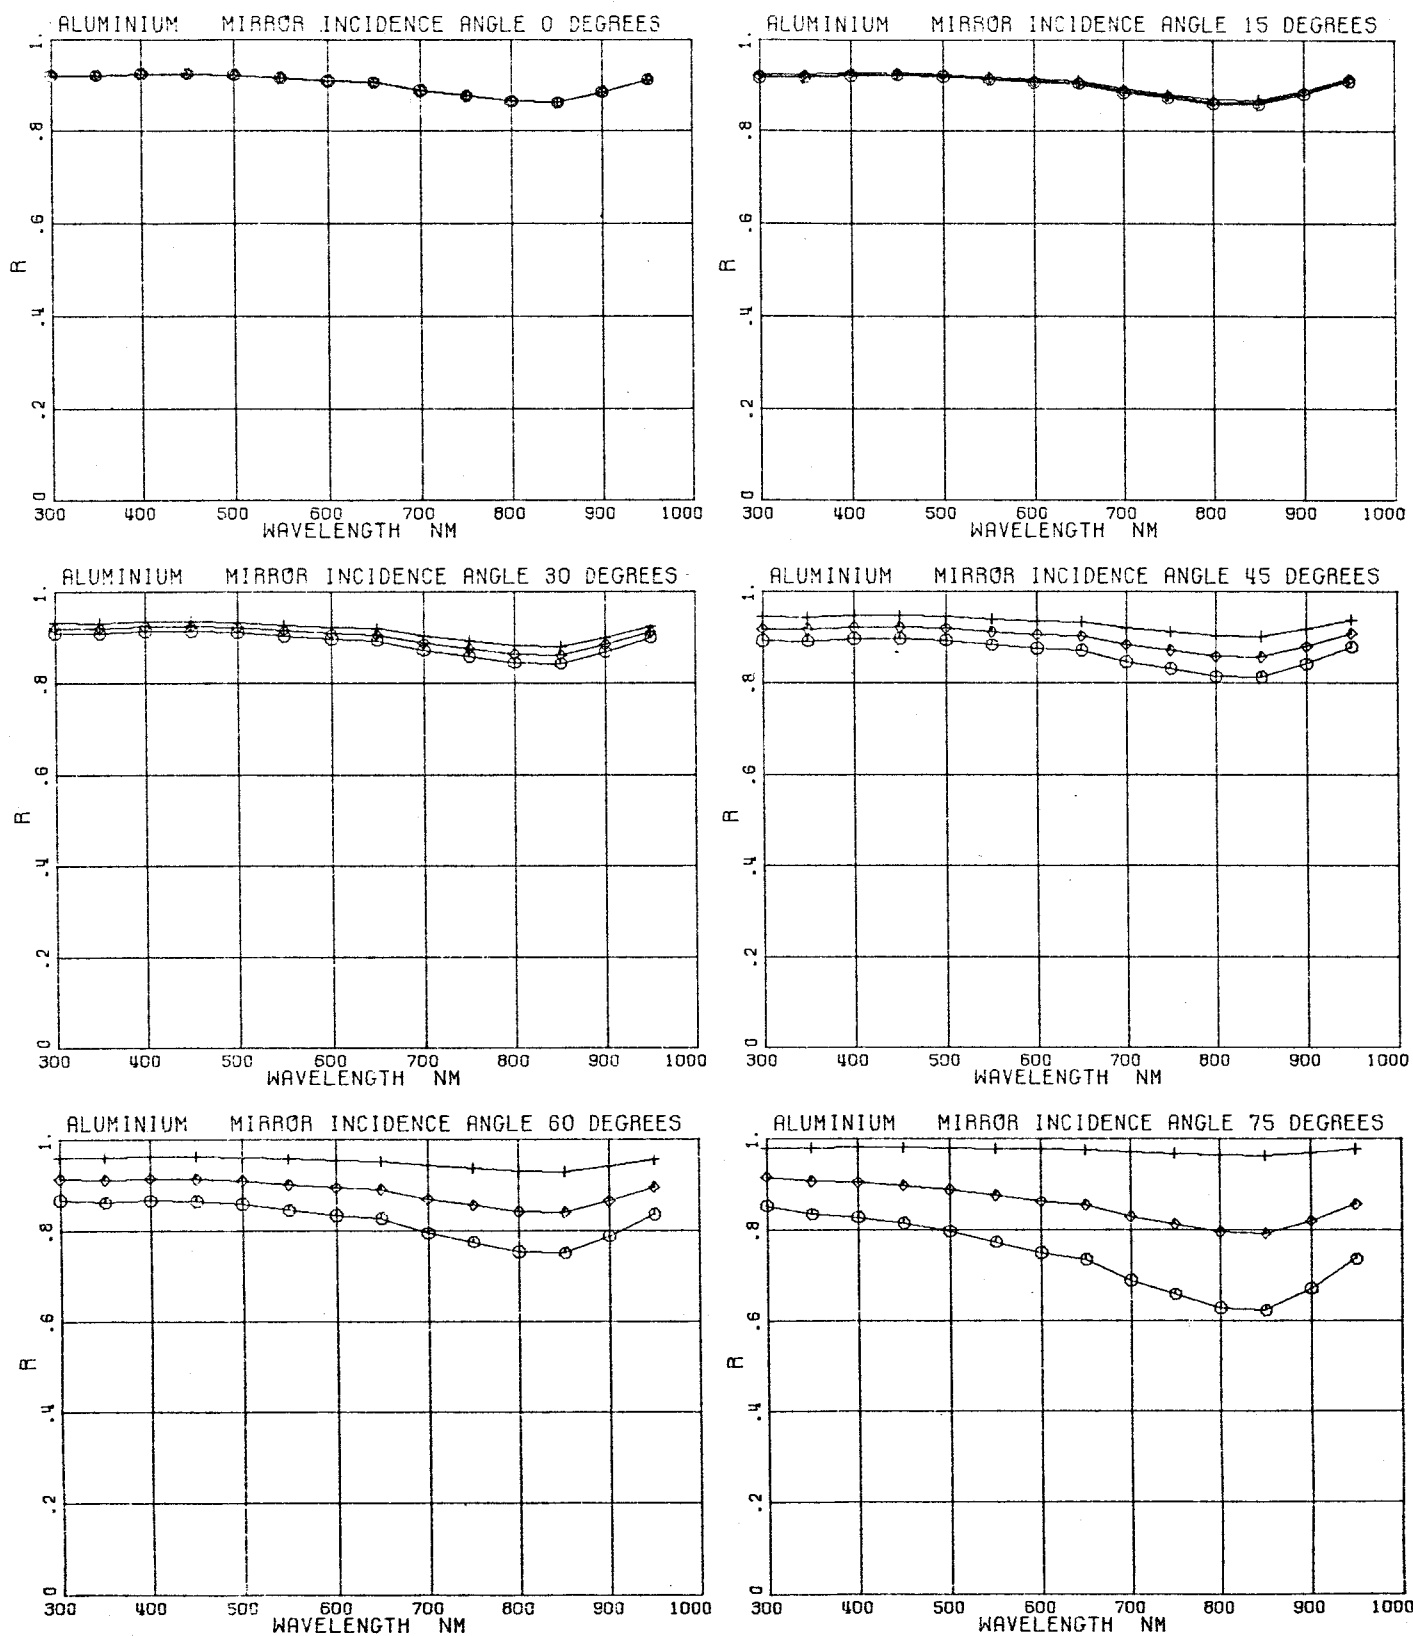 ALUMINIUM MIRROR INCIDENCE ANGLE 0 DEGREES
1.
.8
.6
R
.4
.2
0
300 400 500 600 700 800 900 1000
WAVELENGTH NM
ALUMINIUM MIRROR INCIDENCE ANGLE 15 DEGREES
1.
.8
.6
R
.4
.2
0
300 400 500 600 700 800 900 1000
WAVELENGTH NM
ALUMINIUM MIRROR INCIDENCE ANGLE 30 DEGREES
1.
.8
.6
R
.4
.2
0
300 400 500 600 700 800 900 1000
WAVELENGTH NM
ALUMINIUM MIRROR INCIDENCE ANGLE 45 DEGREES
1.
.8
.6
R
.4
.2
0
300 400 500 600 700 800 900 1000
WAVELENGTH NM
ALUMINIUM MIRROR INCIDENCE ANGLE 60 DEGREES
1.
.8
.6
R
.4
.2
0
300 400 500 600 700 800 900 1000
WAVELENGTH NM
ALUMINIUM MIRROR INCIDENCE ANGLE 75 DEGREES
1.
.8
.6
R
.4
.2
0
300 400 500 600 700 800 900 1000
WAVELENGTH NM